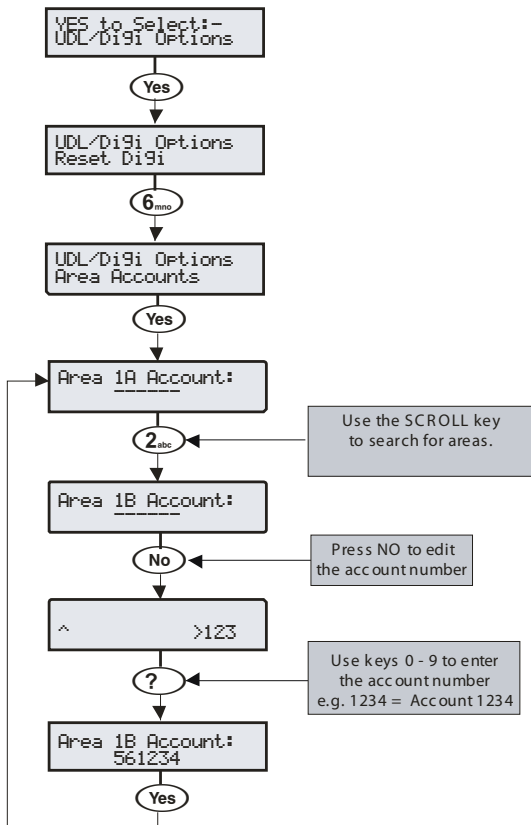 YES to Select:-
UDL/Digi Options
Yes
UDL/Digi Options
Reset Digi
6mno
UDL/Digi Options
Area Accounts
Yes
Area 1A Account:
------
2abc
Use the SCROLL key
to search for areas.
Area 1B Account:
------
No
Press NO to edit
the account number
^ >123
?
Use keys 0 - 9 to enter
the account number
e.g. 1234 = Account 1234
Area 1B Account:
561234
Yes